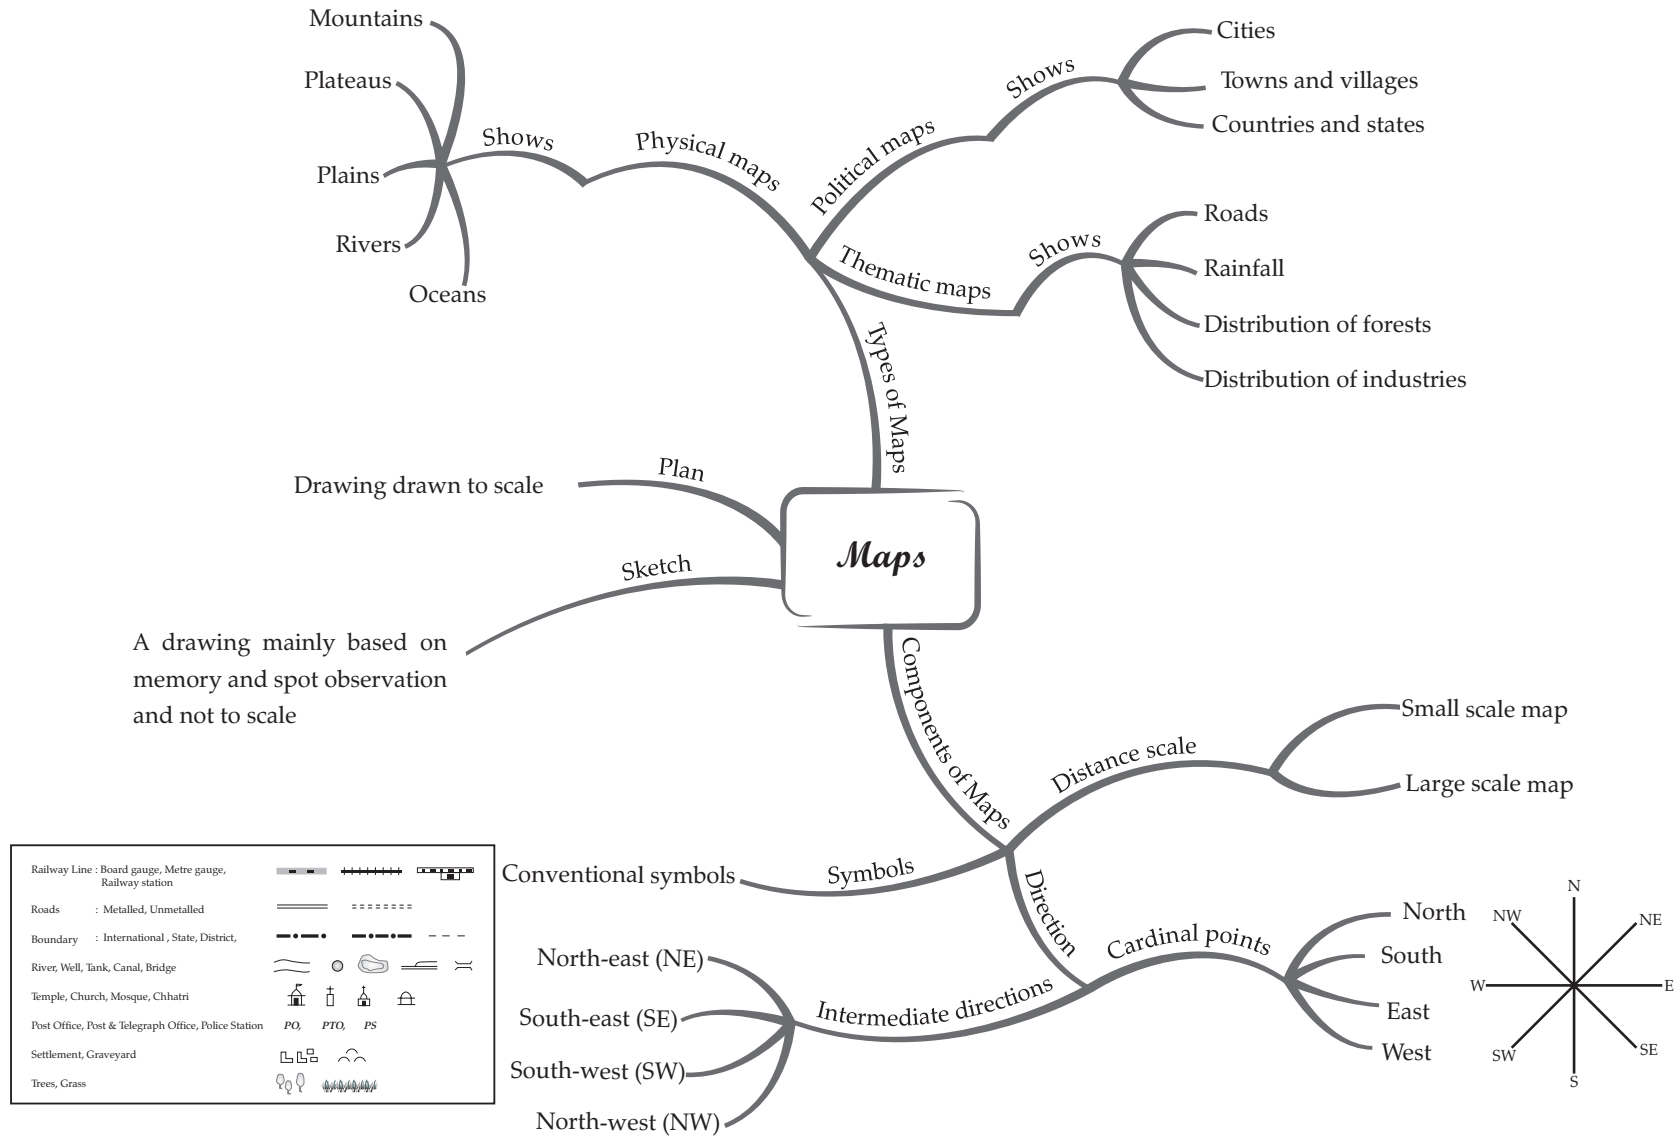 Mountains
Plateaus
Plains
Rivers
Oceans
Shows
Physical maps
Political maps
Shows
Cities
Towns and villages
Countries and states
Thematic maps
Shows
Roads
Rainfall
Distribution of forests
Distribution of industries
Types of Maps
Plan
Drawing drawn to scale
Sketch
A drawing mainly based on
memory and spot observation
and not to scale
Maps
Components of Maps
Distance scale
Small scale map
Large scale map
Symbols
Conventional symbols
Direction
Cardinal points
North
South
East
West
Intermediate directions
North-east (NE)
South-east (SE)
South-west (SW)
North-west (NW)
Railway Line : Board gauge, Metre gauge,
Railway station
Roads : Metalled, Unmetalled
Boundary : International , State, District,
River, Well, Tank, Canal, Bridge
Temple, Church, Mosque, Chhatri
Post Office, Post & Telegraph Office, Police Station PO, PTO, PS
Settlement, Graveyard
Trees, Grass
N
NW
NE
W
E
SW
SE
S